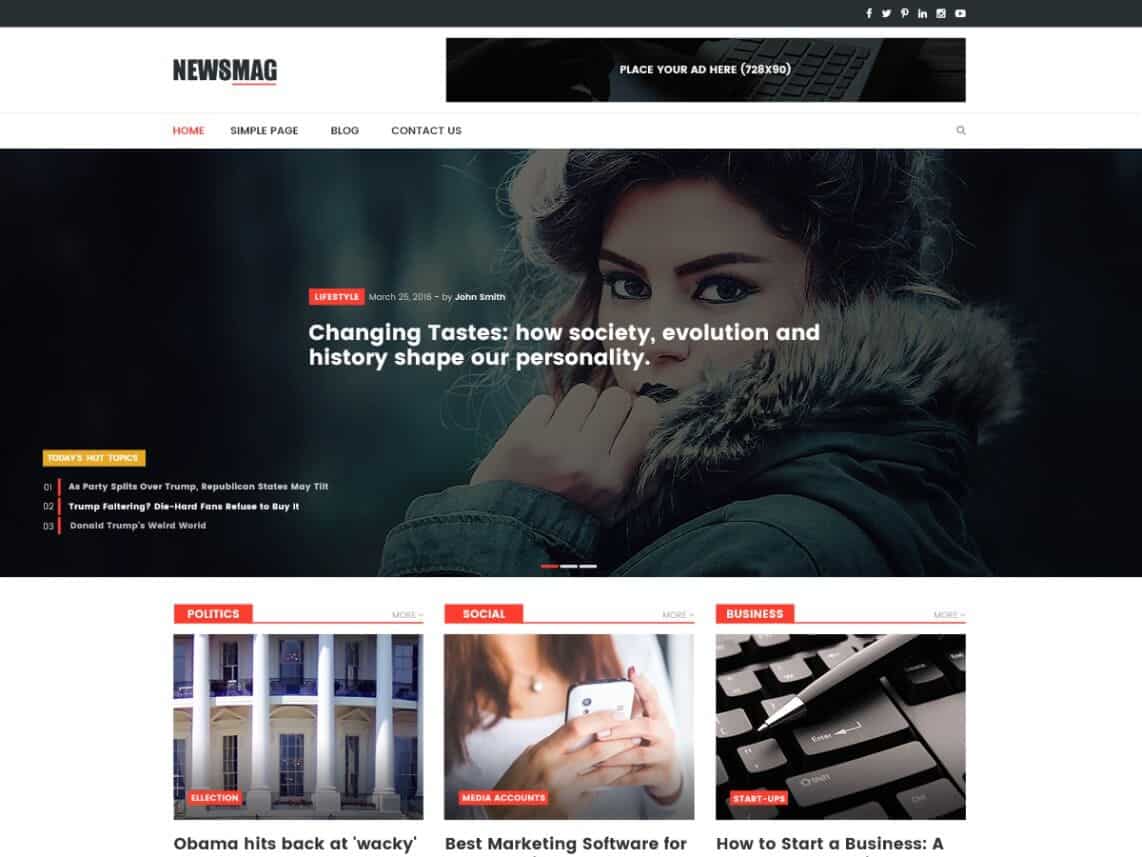 NEWSMAG
PLACE YOUR AD HERE (728X90)
HOME SIMPLE PAGE BLOG CONTACT US
LIFESTYLE March 25, 2016 - by John Smith
Changing Tastes: how society, evolution and
history shape our personality.
TODAY'S HOT TOPICS
01 As Party Splits Over Trump, Republican States May Tilt
02 Trump Faltering? Die-Hard Fans Refuse to Buy It
03 Donald Trump's Weird World
POLITICS MORE
SOCIAL MORE
BUSINESS MORE
Enter
Shift
Ctrl
ELLECTION
MEDIA ACCOUNTS
START-UPS
Obama hits back at 'wacky'
Best Marketing Software for
How to Start a Business: A